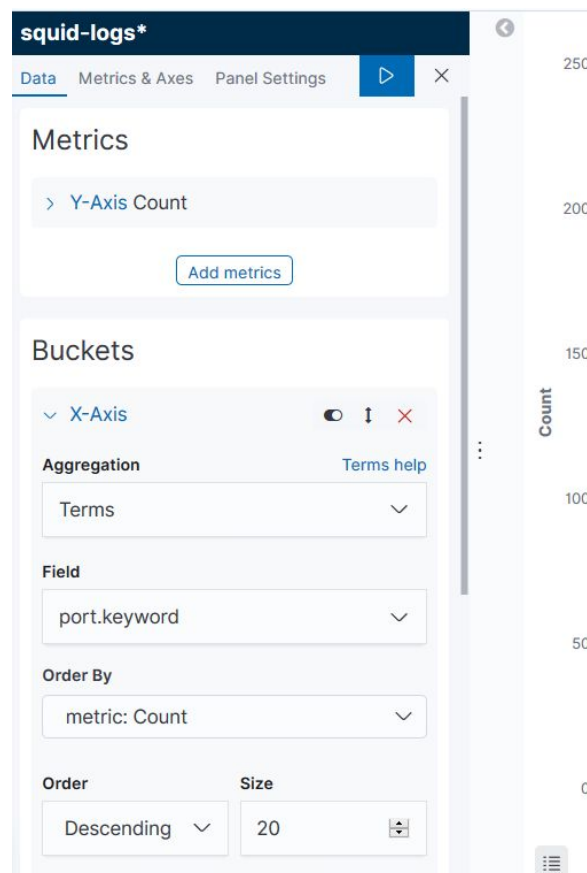 squid-logs*
Data Metrics & Axes Panel Settings
Metrics
Y-Axis Count
Add metrics
Buckets
X-Axis
Aggregation Terms help
Terms
Field
port.keyword
Order By
metric: Count
Order Size
Descending 20
250
200
150
100
50
0
Count